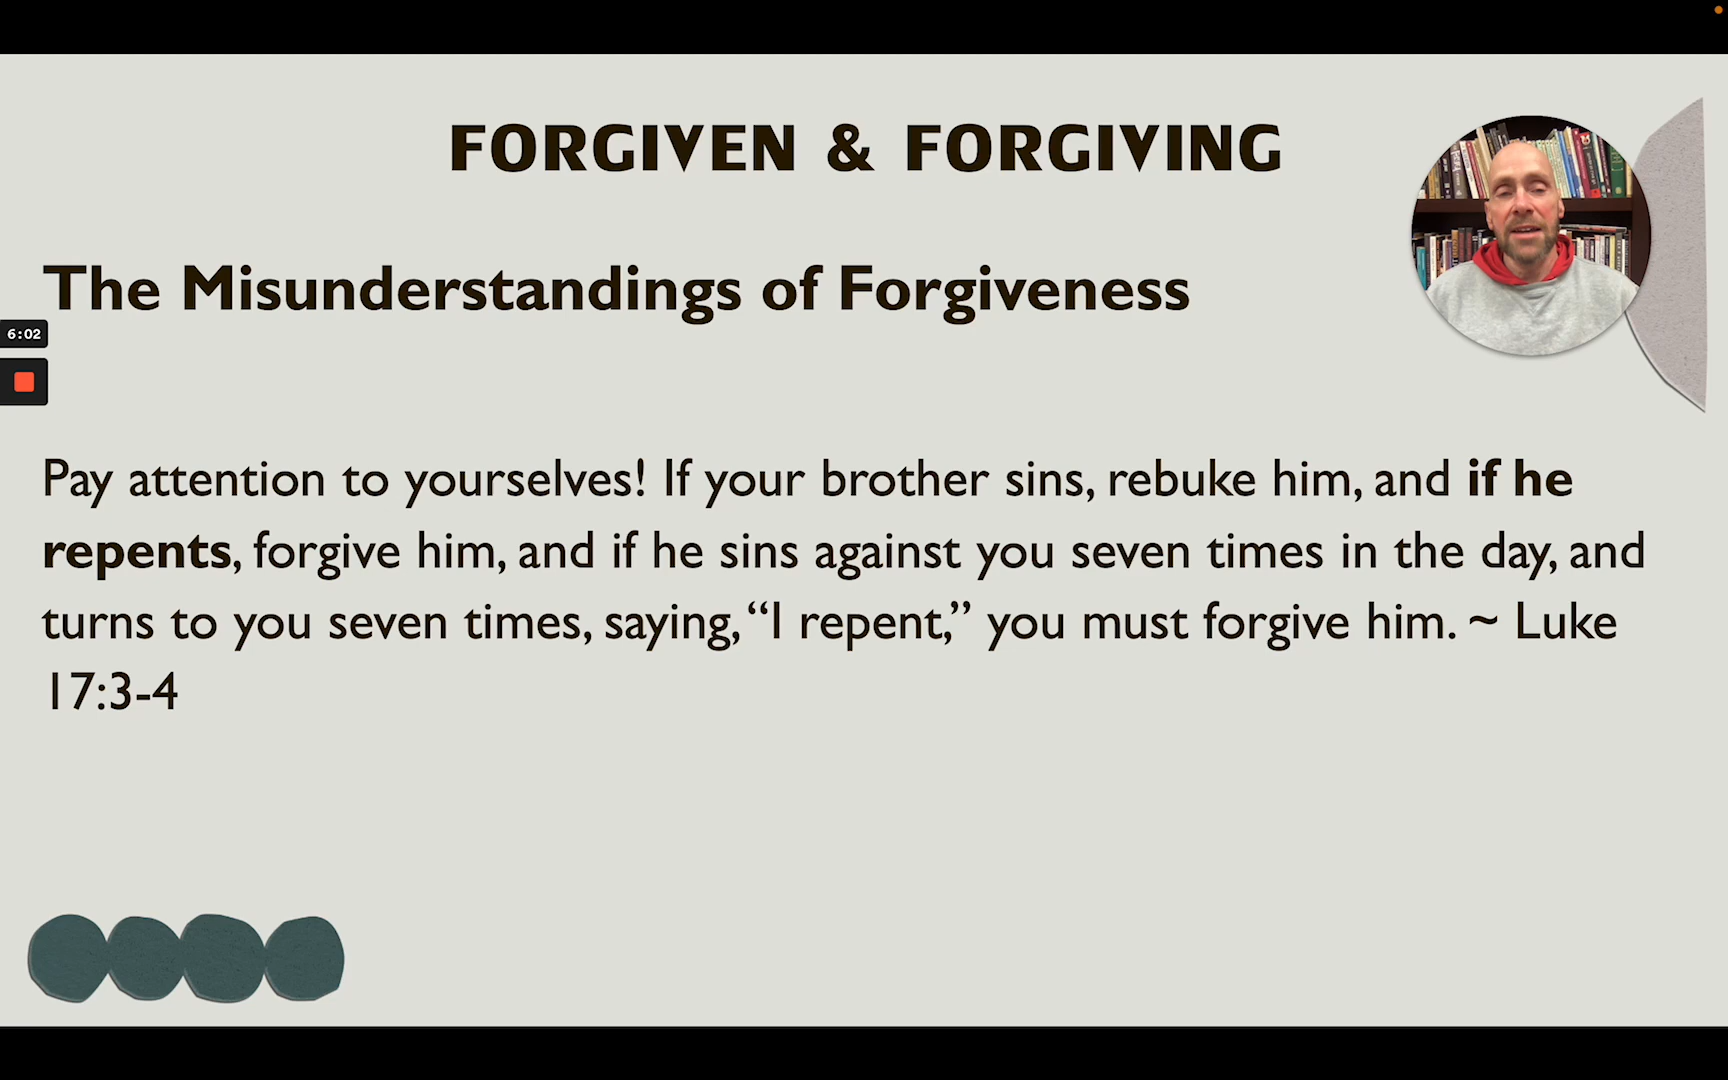 FORGIVEN & FORGIVING
The Misunderstandings of Forgiveness
6:02
Pay attention to yourselves! If your brother sins, rebuke him, and if he
repents, forgive him, and if he sins against you seven times in the day, and
turns to you seven times, saying, “I repent,” you must forgive him. ~ Luke
17:3-4